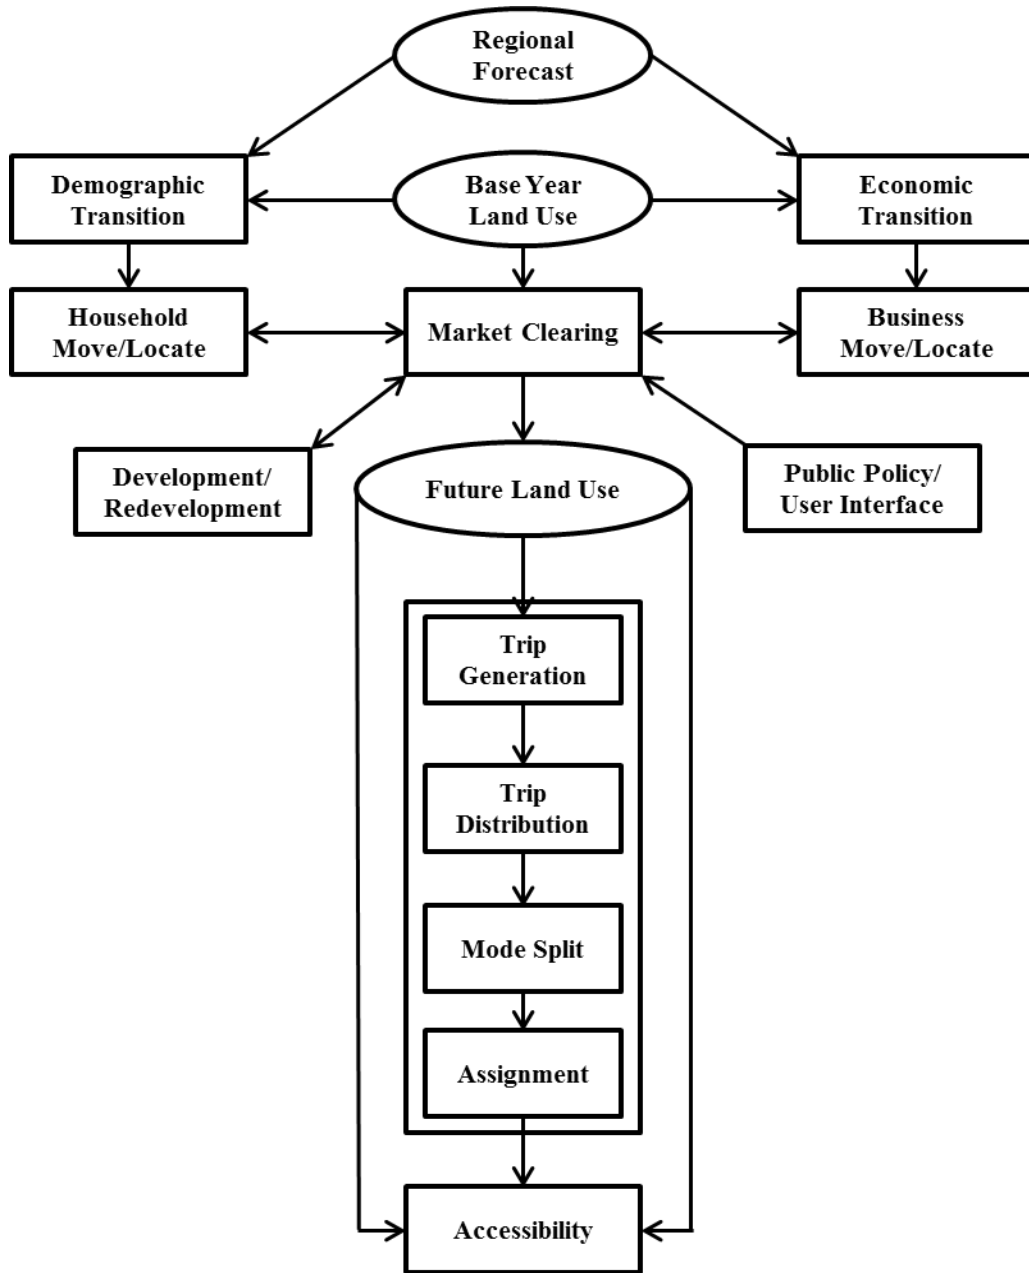 Regional
Forecast
Demographic
Transition
Base Year
Land Use
Economic
Transition
Household
Move/Locate
Market Clearing
Business
Move/Locate
Development/
Redevelopment
Future Land Use
Public Policy/
User Interface
Trip
Generation
Trip
Distribution
Mode Split
Assignment
Accessibility